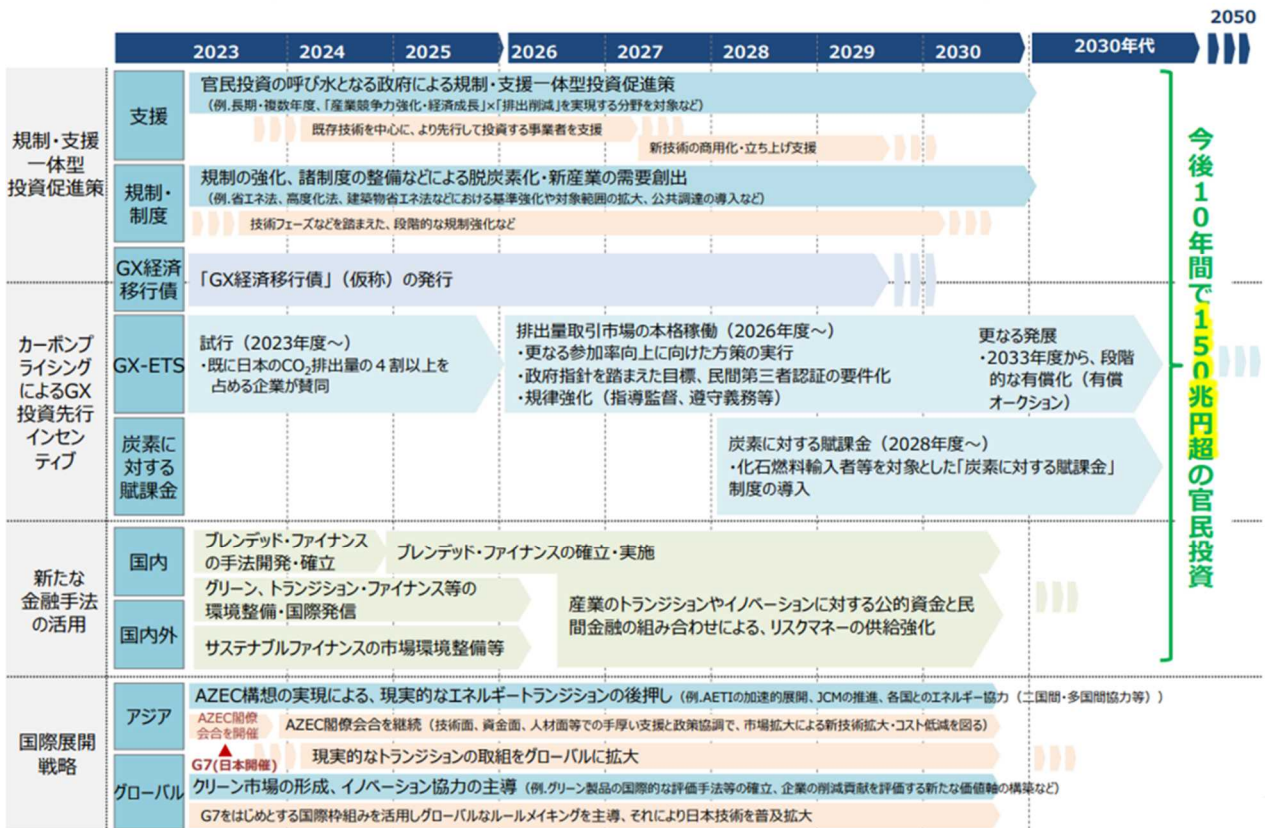 2050
2023
2024
2025
2026
2027
2028
2029
2030
2030年代
規制・支援
一体型
投資促進策
支援
官民投資の呼び水となる政府による規制・支援一体型投資促進策
(例.長期・複数年度、「産業競争力強化・経済成長」×「排出削減」を実現する分野を対象など)
既存技術を中心に、より先行して投資する事業者を支援
新技術の商用化・立ち上げ支援
規制・
制度
規制の強化、諸制度の整備などによる脱炭素化・新産業の需要創出
(例.省エネ法、高度化法、建築物省エネ法などにおける基準強化や対象範囲の拡大、公共調達の導入など)
技術フェーズなどを踏まえた、段階的な規制強化など
GX経済
移行債
「GX経済移行債」(仮称)の発行
カーボンプ
ライシング
によるGX
投資先行
インセン
ティブ
GX-ETS
試行(2023年度~)
・既に日本のCO₂排出量の4割以上を
占める企業が賛同
排出量取引市場の本格稼働(2026年度~)
・更なる参加率向上に向けた方策の実行
・政府指針を踏まえた目標、民間第三者認証の要件化
・規律強化(指導監督、遵守義務等)
更なる発展
・2033年度から、段階
的な有償化(有償
オークション)
炭素に
対する
賦課金
炭素に対する賦課金(2028年度~)
・化石燃料輸入者等を対象とした「炭素に対する賦課金」
制度の導入
今後10年間で150兆円超の官民投資
新たな
金融手法
の活用
国内
ブレンデッド・ファイナンス
の手法開発・確立
ブレンデッド・ファイナンスの確立・実施
グリーン、トランジション・ファイナンス等の
環境整備・国際発信
国内外
サステナブルファイナンスの市場環境整備等
産業のトランジションやイノベーションに対する公的資金と民
間金融の組み合わせによる、リスクマネーの供給強化
国際展開
戦略
アジア
AZEC構想の実現による、現実的なエネルギートランジションの後押し(例.AETIの加速的展開、JCMの推進、各国とのエネルギー協力(二国間・多国間協力等))
AZEC閣僚
会合を開催
AZEC閣僚会合を継続(技術面、資金面、人材面等での手厚い支援と政策協調で、市場拡大による新技術拡大・コスト低減を図る)
G7(日本開催)
現実的なトランジションの取組をグローバルに拡大
グローバル
クリーン市場の形成、イノベーション協力の主導(例.グリーン製品の国際的な評価手法等の確立、企業の削減貢献を評価する新たな価値軸の構築など)
G7をはじめとする国際枠組みを活用しグローバルなルールメイキングを主導、それにより日本技術を普及拡大